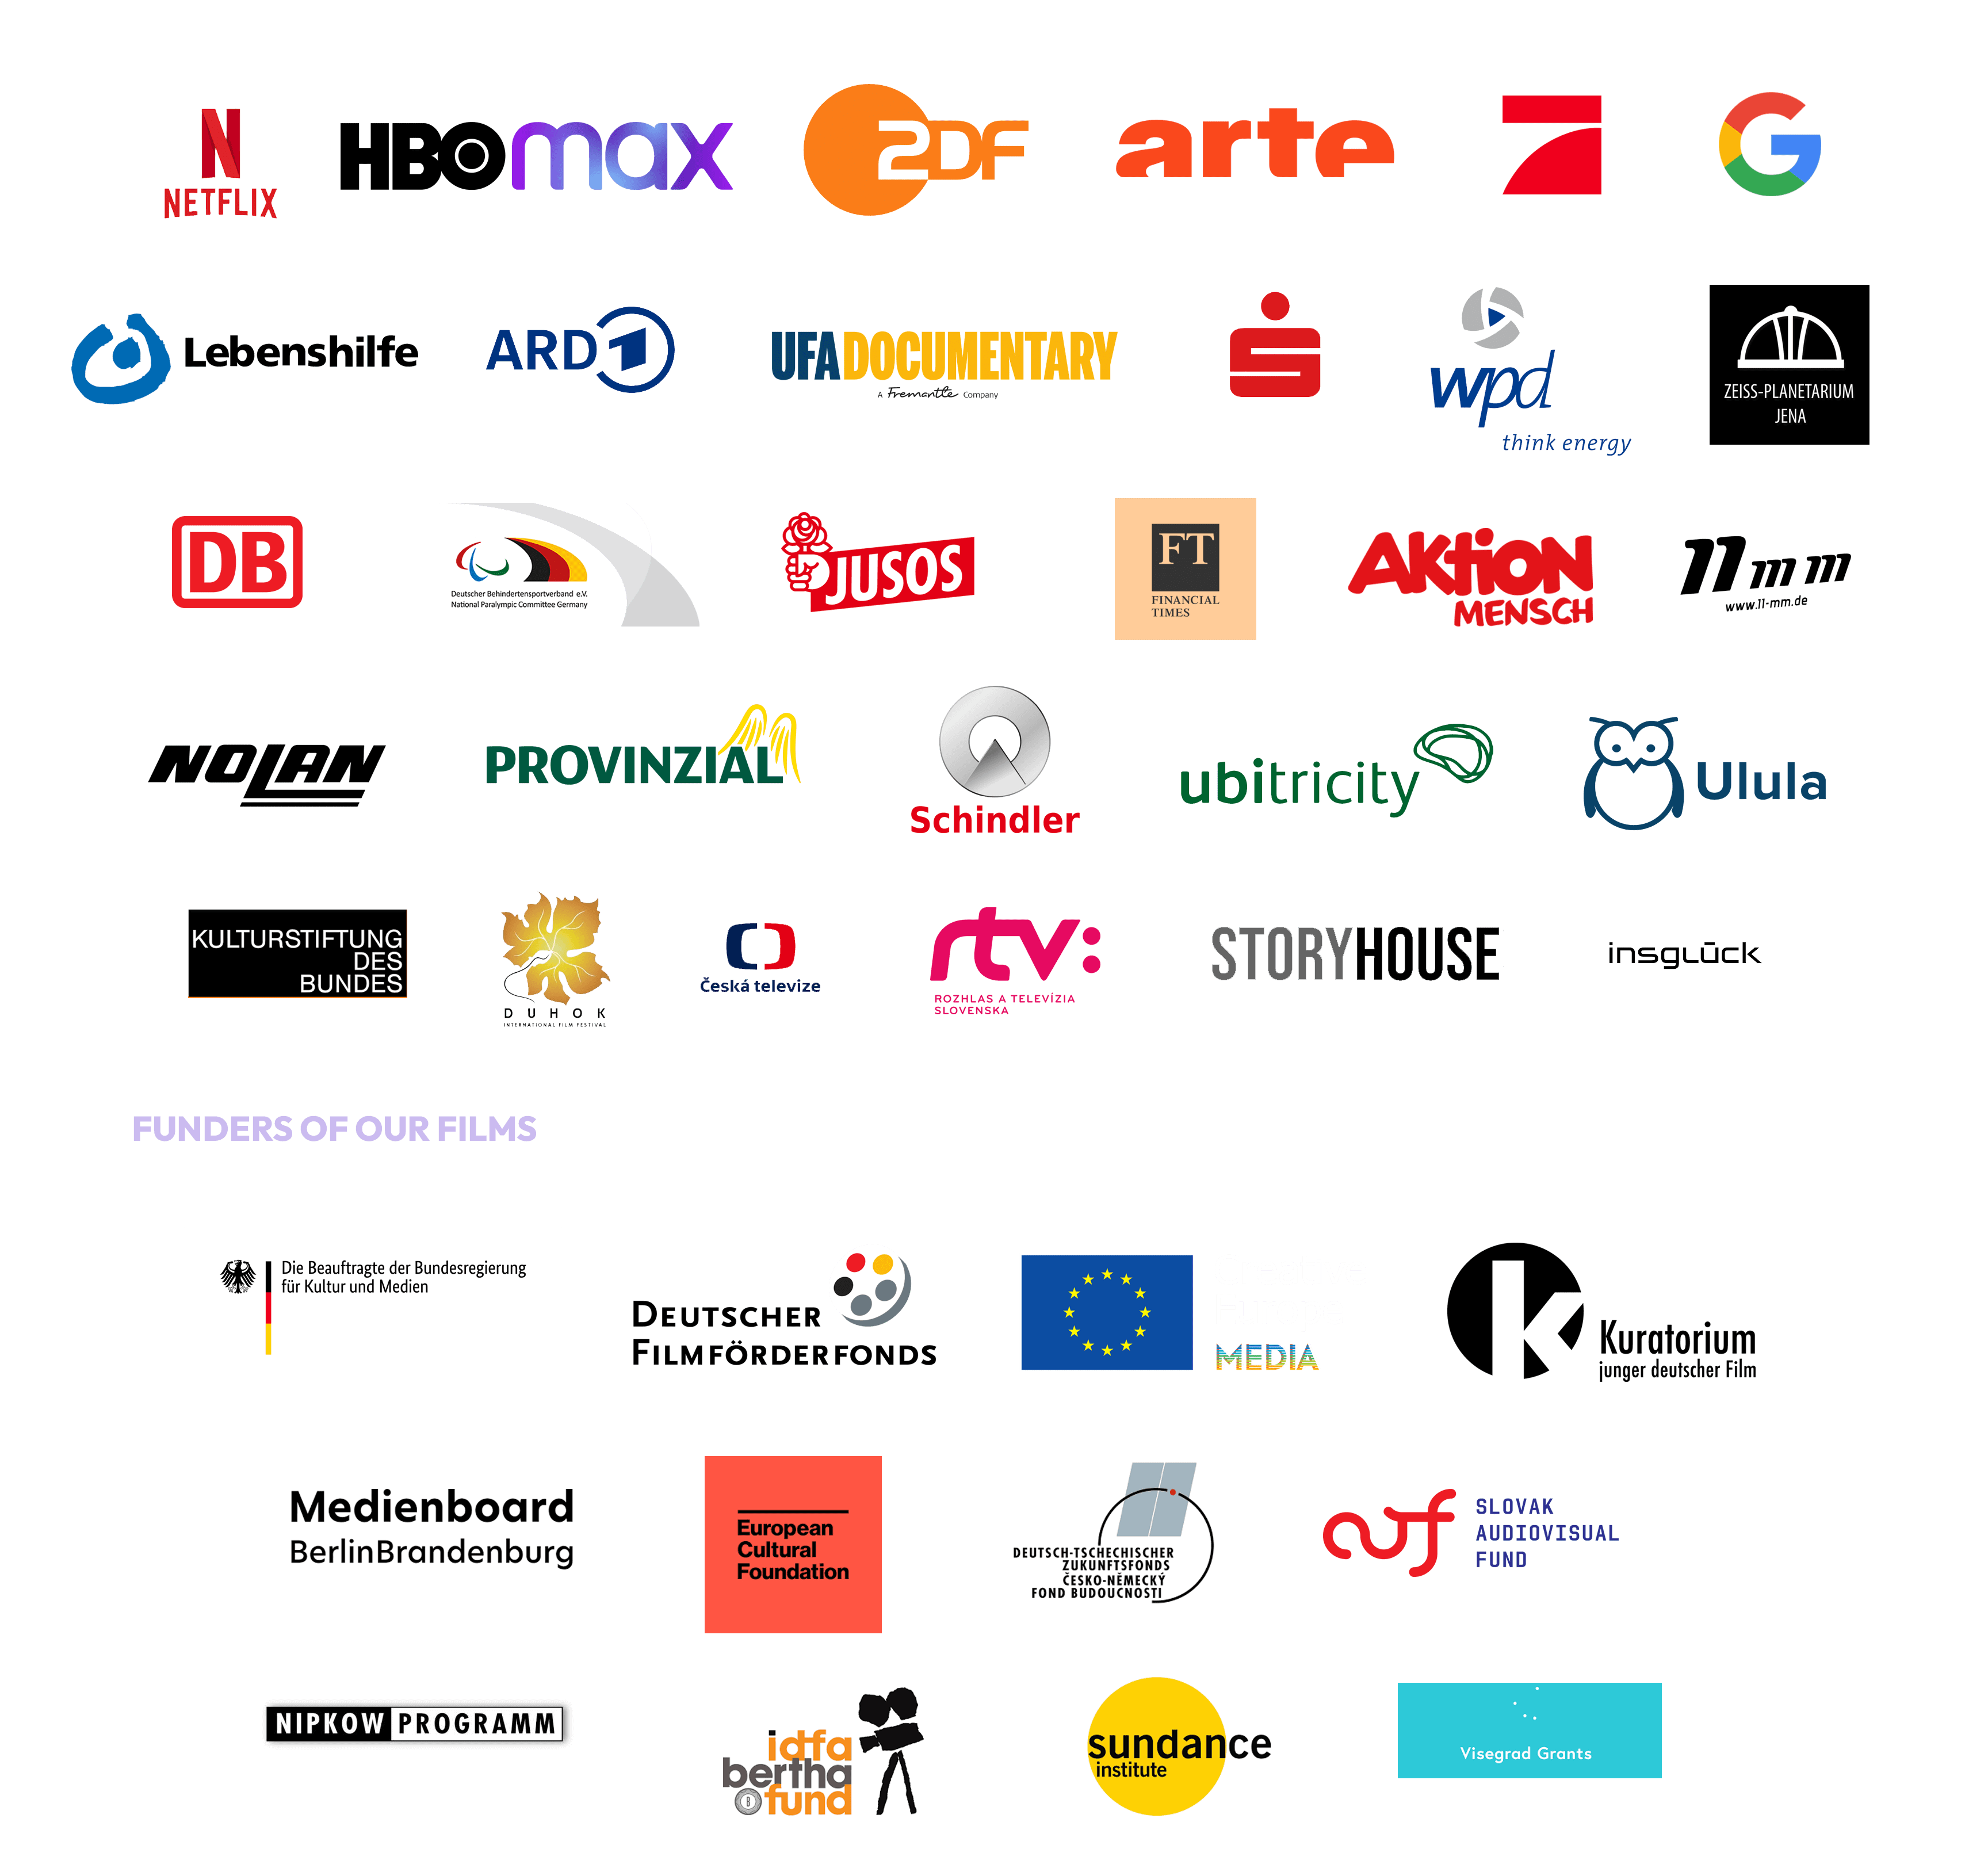 N
NETFLIX
HBOmax
ZDF
arte
7
G
Lebenshilfe
ARD 1
UFA DOCUMENTARY
A Fremantle Company
S
wpd
think energy
ZEISS-PLANETARIUM
JENA
DB
Deutscher Behindertensportverband e.V.
National Paralympic Committee Germany
JUSOS
FT
FINANCIAL
TIMES
AKTION
MENSCH
11mm
www.11-mm.de
NOLAN
PROVINZIAL
Schindler
ubitricity
Ulula
KULTURSTIFTUNG
DES
BUNDES
DUHOK
INTERNATIONAL FILM FESTIVAL
Česká televize
rtv:
ROZHLAS A TELEVÍZIA
SLOVENSKA
STORYHOUSE
insglück
FUNDERS OF OUR FILMS
Die Beauftragte der Bundesregierung
für Kultur und Medien
DEUTSCHER
FILMFÖRDERFONDS
MEDIA
k
Kuratorium
junger deutscher Film
Medienboard
BerlinBrandenburg
European
Cultural
Foundation
DEUTSCH-TSCHECHISCHER
ZUKUNFTSFONDS
ČESKO-NĚMECKÝ
FOND BUDOUCNOSTI
avf
SLOVAK
AUDIOVISUAL
FUND
NIPKOW PROGRAMM
idfa
bertha
fund
sundance
institute
Visegrad Grants